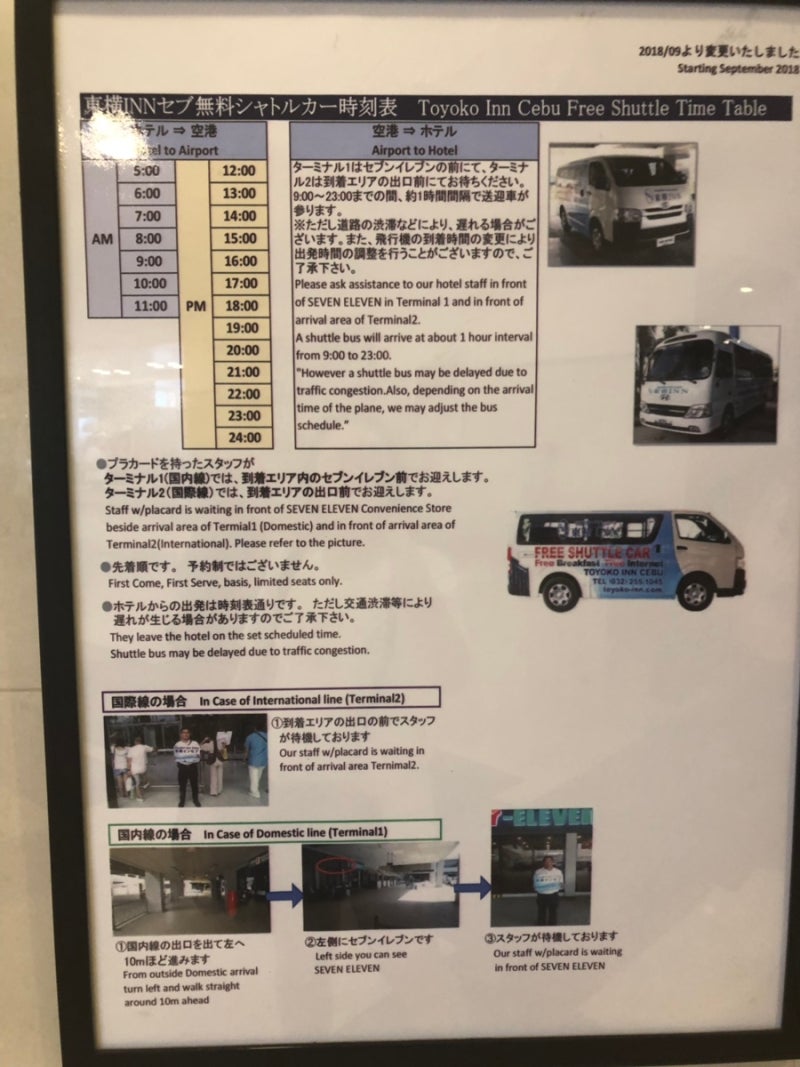 2018/09より変更いたしました
Starting September 2018
東横INNセブ無料シャトルカー時刻表 Toyoko Inn Cebu Free Shuttle Time Table
テル ⇒ 空港
el to Airport
AM
5:00
6:00
7:00
8:00
9:00
10:00
11:00
PM
12:00
13:00
14:00
15:00
16:00
17:00
18:00
19:00
20:00
21:00
22:00
23:00
24:00
空港 ⇒ ホテル
Airport to Hotel
ターミナル1はセブンイレブンの前にて、ターミナ
ル2は到着エリアの出口前にてお待ちください。
9:00~23:00までの間、約1時間間隔で送迎車が
参ります。
※ただし道路の渋滞などにより、遅れる場合がご
ざいます。また、飛行機の到着時間の変更により
出発時間の調整を行うことがございますので、ご
了承下さい。
Please ask assistance to our hotel staff in front
of SEVEN ELEVEN in Terminal 1 and in front of
arrival area of Terminal2.
A shuttle bus will arrive at about 1 hour interval
from 9:00 to 23:00.
"However a shuttle bus may be delayed due to
traffic congestion.Also, depending on the arrival
time of the plane, we may adjust the bus
schedule."
●プラカードを持ったスタッフが
ターミナル1(国内線)では、到着エリア内のセブンイレブン前でお迎えします。
ターミナル2(国際線)では、到着エリアの出口前でお迎えします。
Staff w/placard is waiting in front of SEVEN ELEVEN Convenience Store
beside arrival area of Termial1 (Domestic) and in front of arrival area of
Terminal2(International). Please refer to the picture.
●先着順です。 予約制ではございません。
First Come, First Serve, basis, limited seats only.
●ホテルからの出発は時刻表通りです。 ただし交通渋滞等により
遅れが生じる場合がありますのでご了承下さい。
They leave the hotel on the set scheduled time.
Shuttle bus may be delayed due to traffic congestion.
FREE SHUTTLE CAR
Free Breakfast Free Internet
TOYOKO INN CEBU
TEL (032) 255-1045
toyoko-inn.com
国際線の場合 In Case of International line (Terminal2)
①到着エリアの出口の前でスタッフ
が待機しております
Our staff w/placard is waiting in
front of arrival area Ternimal2.
国内線の場合 In Case of Domestic line (Terminal1)
7-ELEVEN
①国内線の出口を出て左へ
10mほど進みます
From outside Domestic arrival
turn left and walk straight
around 10m ahead
②左側にセブンイレブンです
Left side you can see
SEVEN ELEVEN
③スタッフが待機しております
Our staff w/placard is waiting
in front of SEVEN ELEVEN